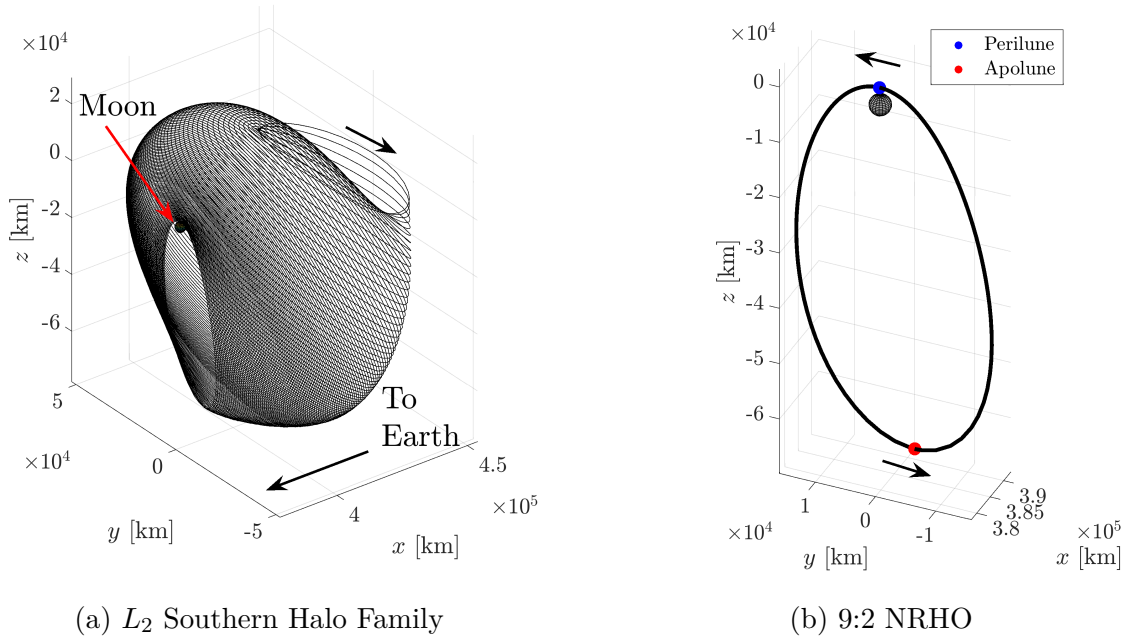 ×10⁴
2
0
-2
-4
-6
z [km]
Moon
To
Earth
5
0
-5
×10⁴
y [km]
4
4.5
×10⁵
x [km]
(a) L₂ Southern Halo Family
×10⁴
Perilune
Apolune
0
-1
-2
-3
-4
-5
-6
z [km]
1
0
-1
×10⁴
y [km]
3.9
3.85
3.8
×10⁵
x [km]
(b) 9:2 NRHO